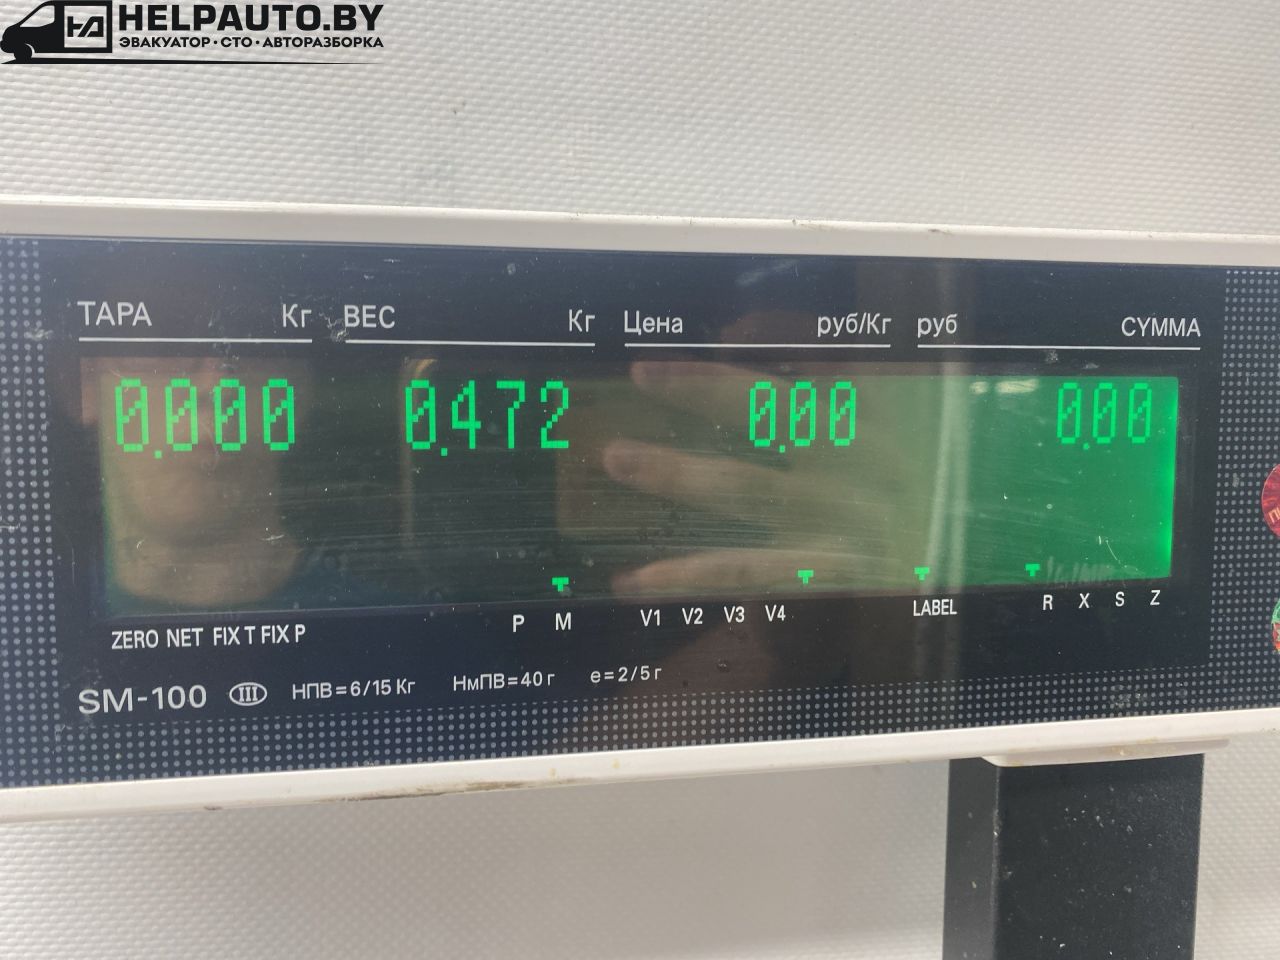 HELPAUTO.BY
ЭВАКУАТОР·СТО·АВТОРАЗБОРКА
ТАРА Кг ВЕС Кг Цена руб/Кг руб СУММА
0.000 0.472 0.00 0.00
ZERO NET FIX T FIX P P M V1 V2 V3 V4 LABEL R X S Z
SM-100 III НПВ=6/15 Кг НмПВ=40 г e=2/5 г